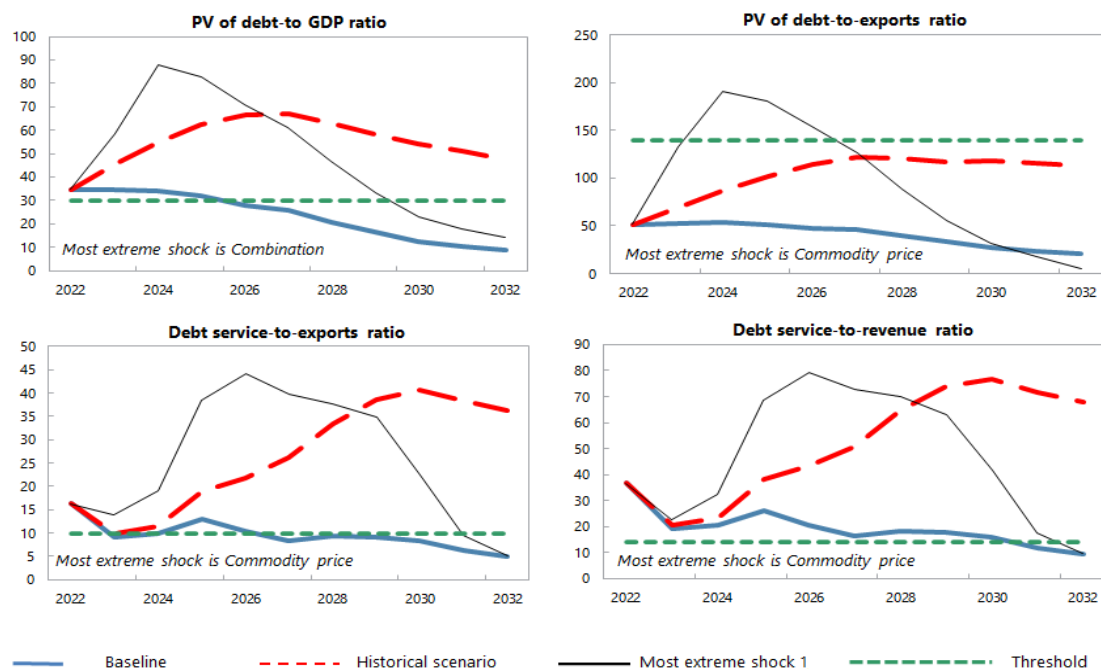 PV of debt-to GDP ratio
100
90
80
70
60
50
40
30
20
10
0
Most extreme shock is Combination
2022 2024 2026 2028 2030 2032
PV of debt-to-exports ratio
250
200
150
100
50
0
Most extreme shock is Commodity price
2022 2024 2026 2028 2030 2032
Debt service-to-exports ratio
50
45
40
35
30
25
20
15
10
5
0
Most extreme shock is Commodity price
2022 2024 2026 2028 2030 2032
Debt service-to-revenue ratio
90
80
70
60
50
40
30
20
10
0
Most extreme shock is Commodity price
2022 2024 2026 2028 2030 2032
Baseline Historical scenario Most extreme shock 1 Threshold